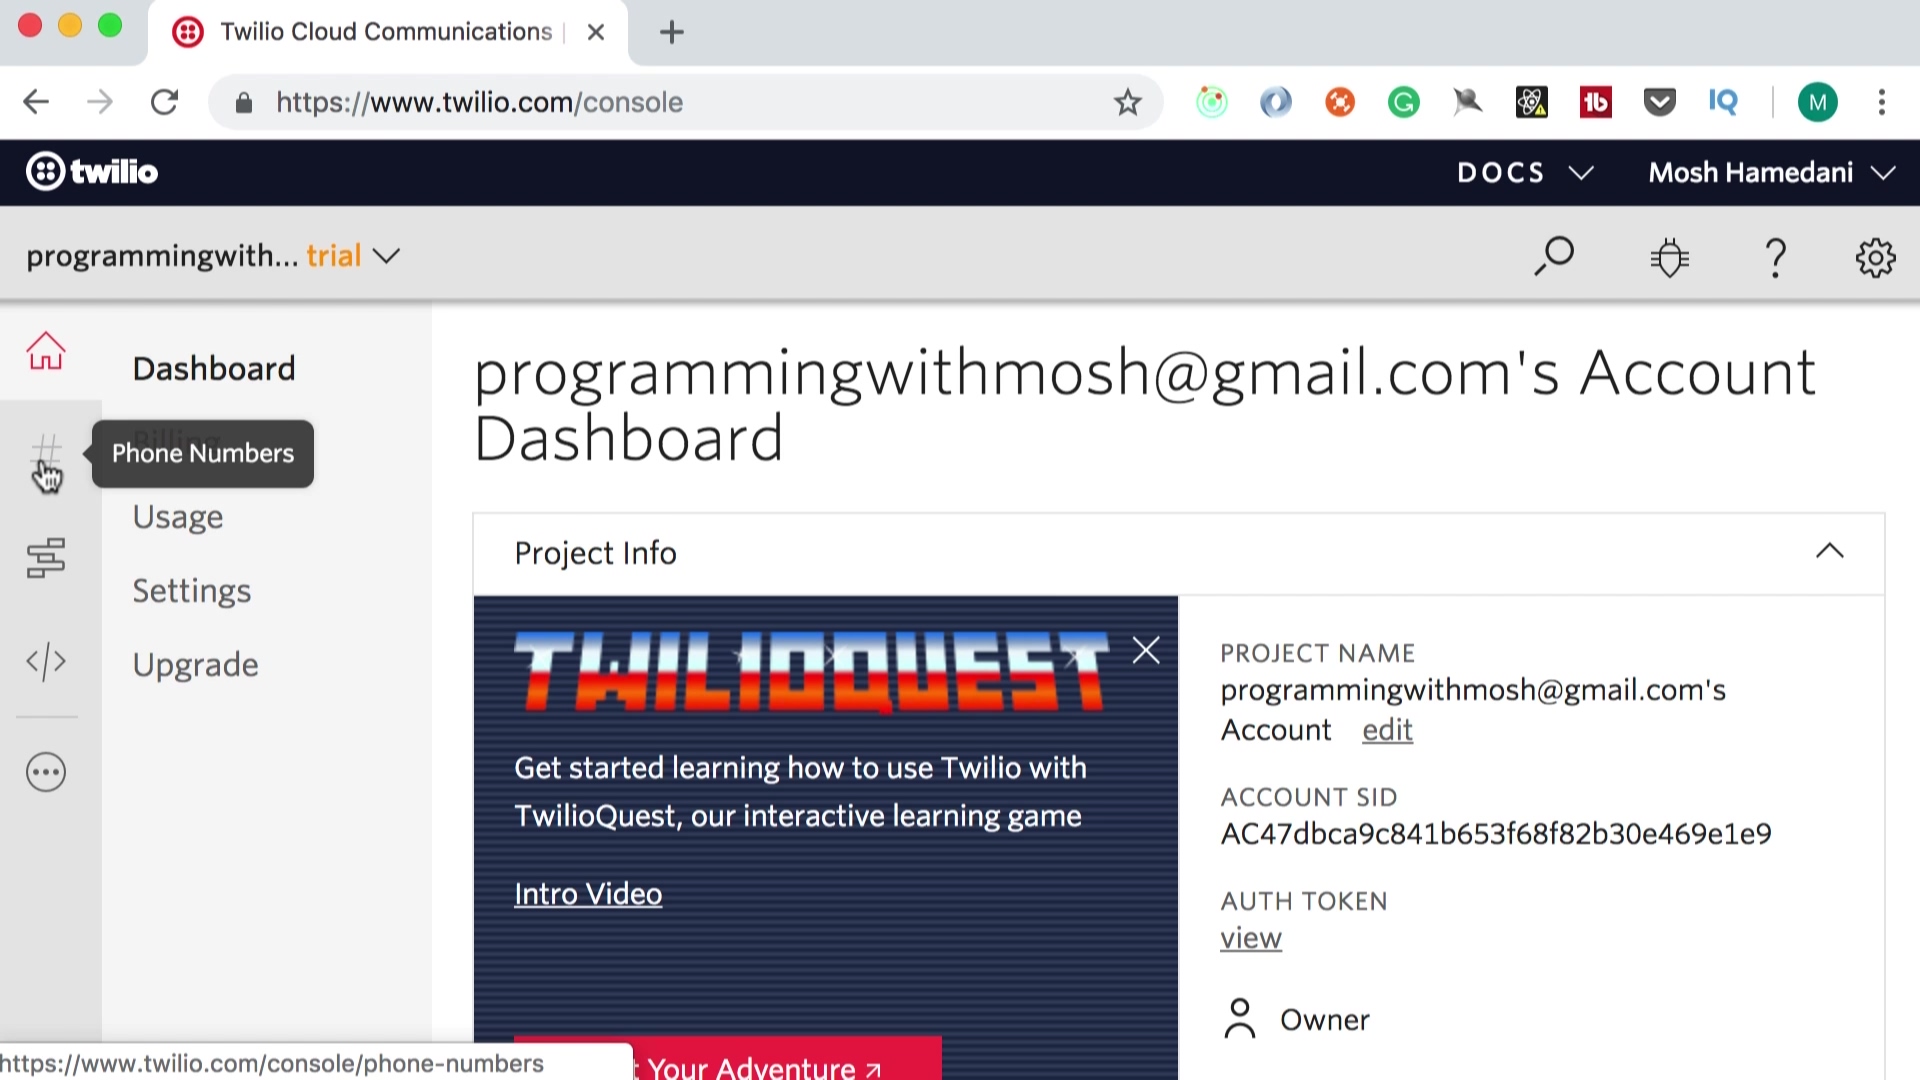 Twilio Cloud Communications |
https://www.twilio.com/console
M
twilio
DOCS
Mosh Hamedani
programmingwith... trial
Dashboard
Billing
Phone Numbers
Usage
Settings
Upgrade
programmingwithmosh@gmail.com's Account
Dashboard
Project Info
TWILIOQUEST
Get started learning how to use Twilio with
TwilioQuest, our interactive learning game
Intro Video
Your Adventure
PROJECT NAME
programmingwithmosh@gmail.com's
Account edit
ACCOUNT SID
AC47dbca9c841b653f68f82b30e469e1e9
AUTH TOKEN
view
Owner
https://www.twilio.com/console/phone-numbers